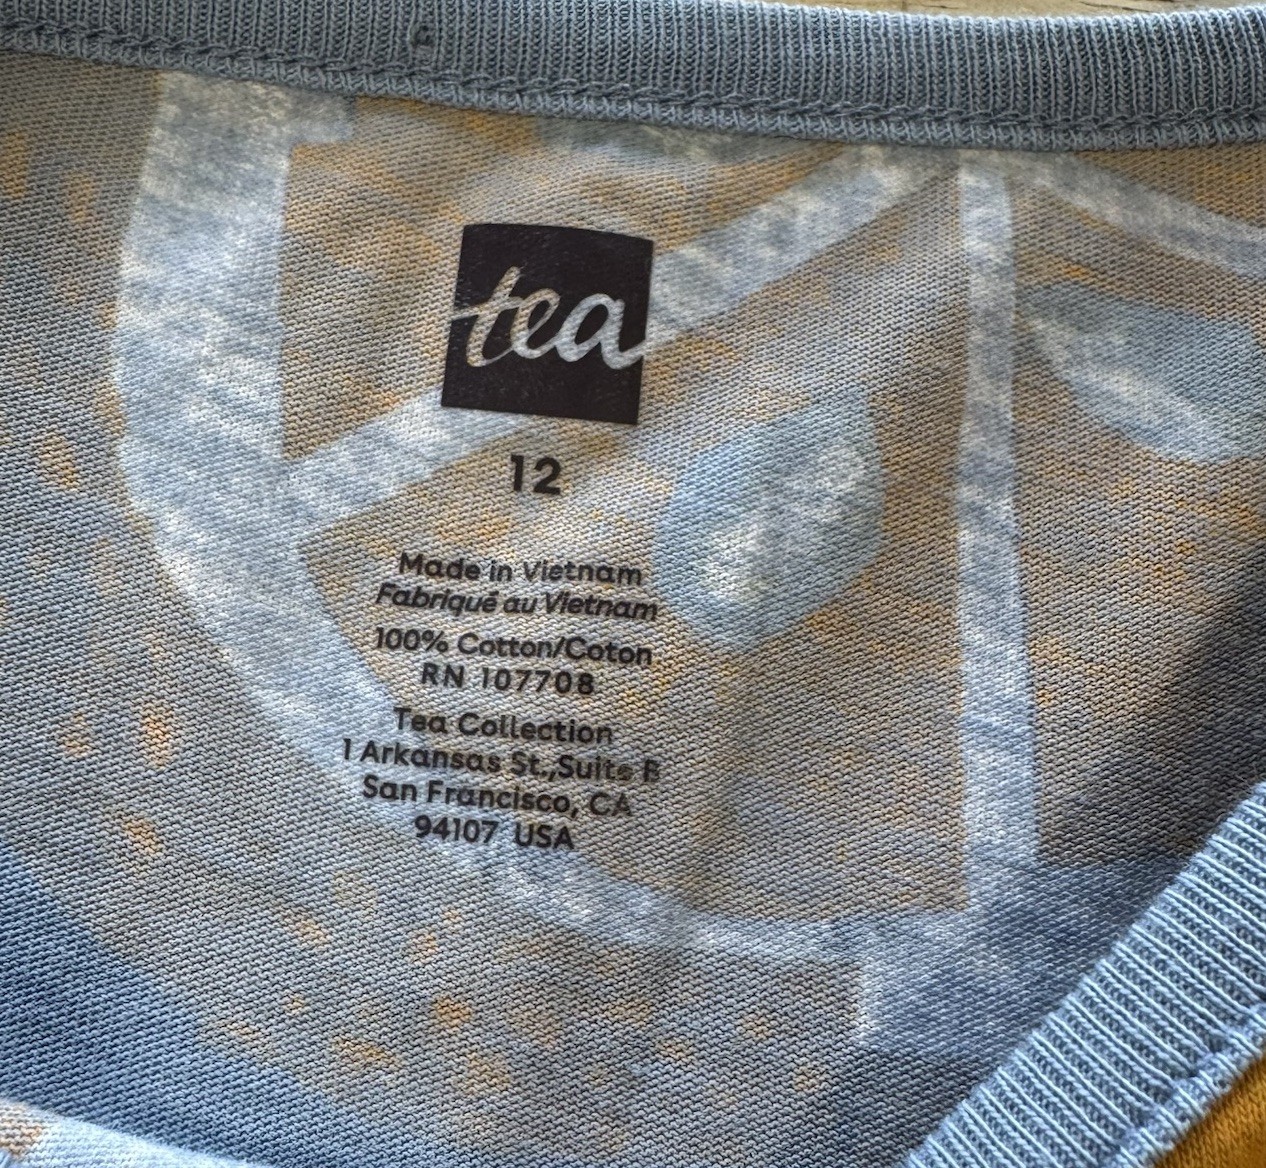 tea
12
Made in Vietnam
Fabriqué au Vietnam
100% Cotton/Coton
RN 107708
Tea Collection
1 Arkansas St.,Suite B
San Francisco, CA
94107 USA